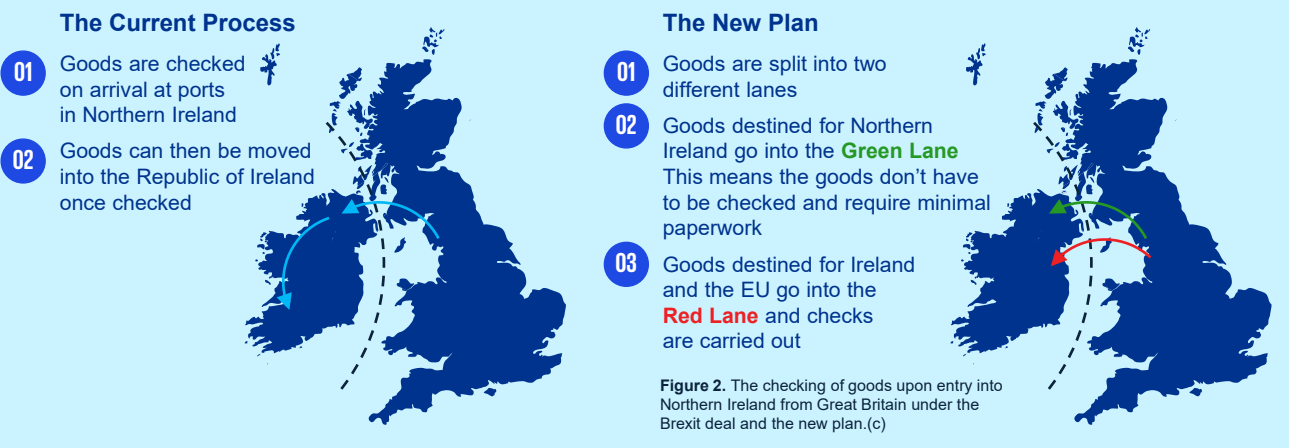 The Current Process
01
Goods are checked
on arrival at ports
in Northern Ireland
02
Goods can then be moved
into the Republic of Ireland
once checked
The New Plan
01
Goods are split into two
different lanes
02
Goods destined for Northern
Ireland go into the Green Lane
This means the goods don’t have
to be checked and require minimal
paperwork
03
Goods destined for Ireland
and the EU go into the
Red Lane and checks
are carried out
Figure 2. The checking of goods upon entry into
Northern Ireland from Great Britain under the
Brexit deal and the new plan.(c)